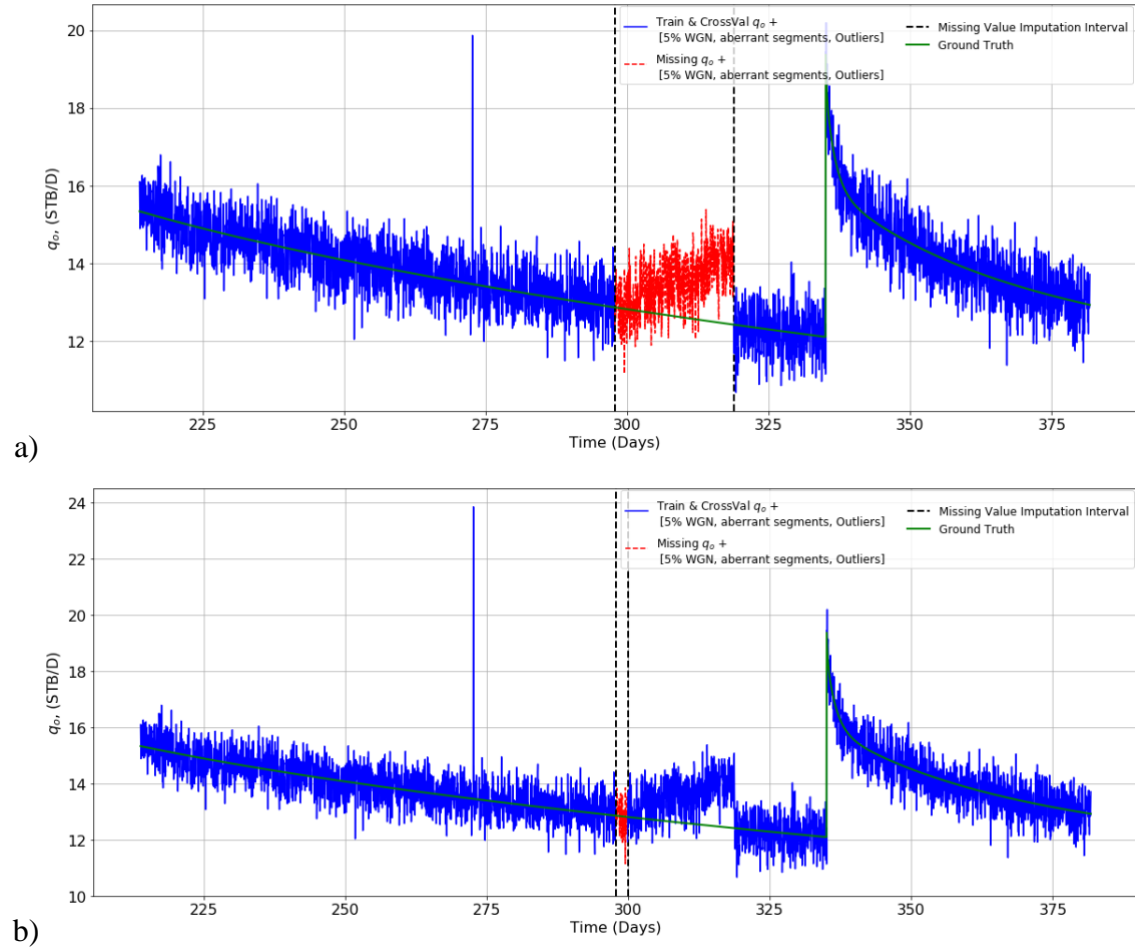 20
18
16
14
12
225
250
275
300
325
350
375
q_o, (STB/D)
Time (Days)
Train & CrossVal q_o +
[5% WGN, aberrant segments, Outliers]
Missing q_o +
[5% WGN, aberrant segments, Outliers]
Missing Value Imputation Interval
Ground Truth
a)
24
22
20
18
16
14
12
10
225
250
275
300
325
350
375
q_o, (STB/D)
Time (Days)
Train & CrossVal q_o +
[5% WGN, aberrant segments, Outliers]
Missing q_o +
[5% WGN, aberrant segments, Outliers]
Missing Value Imputation Interval
Ground Truth
b)